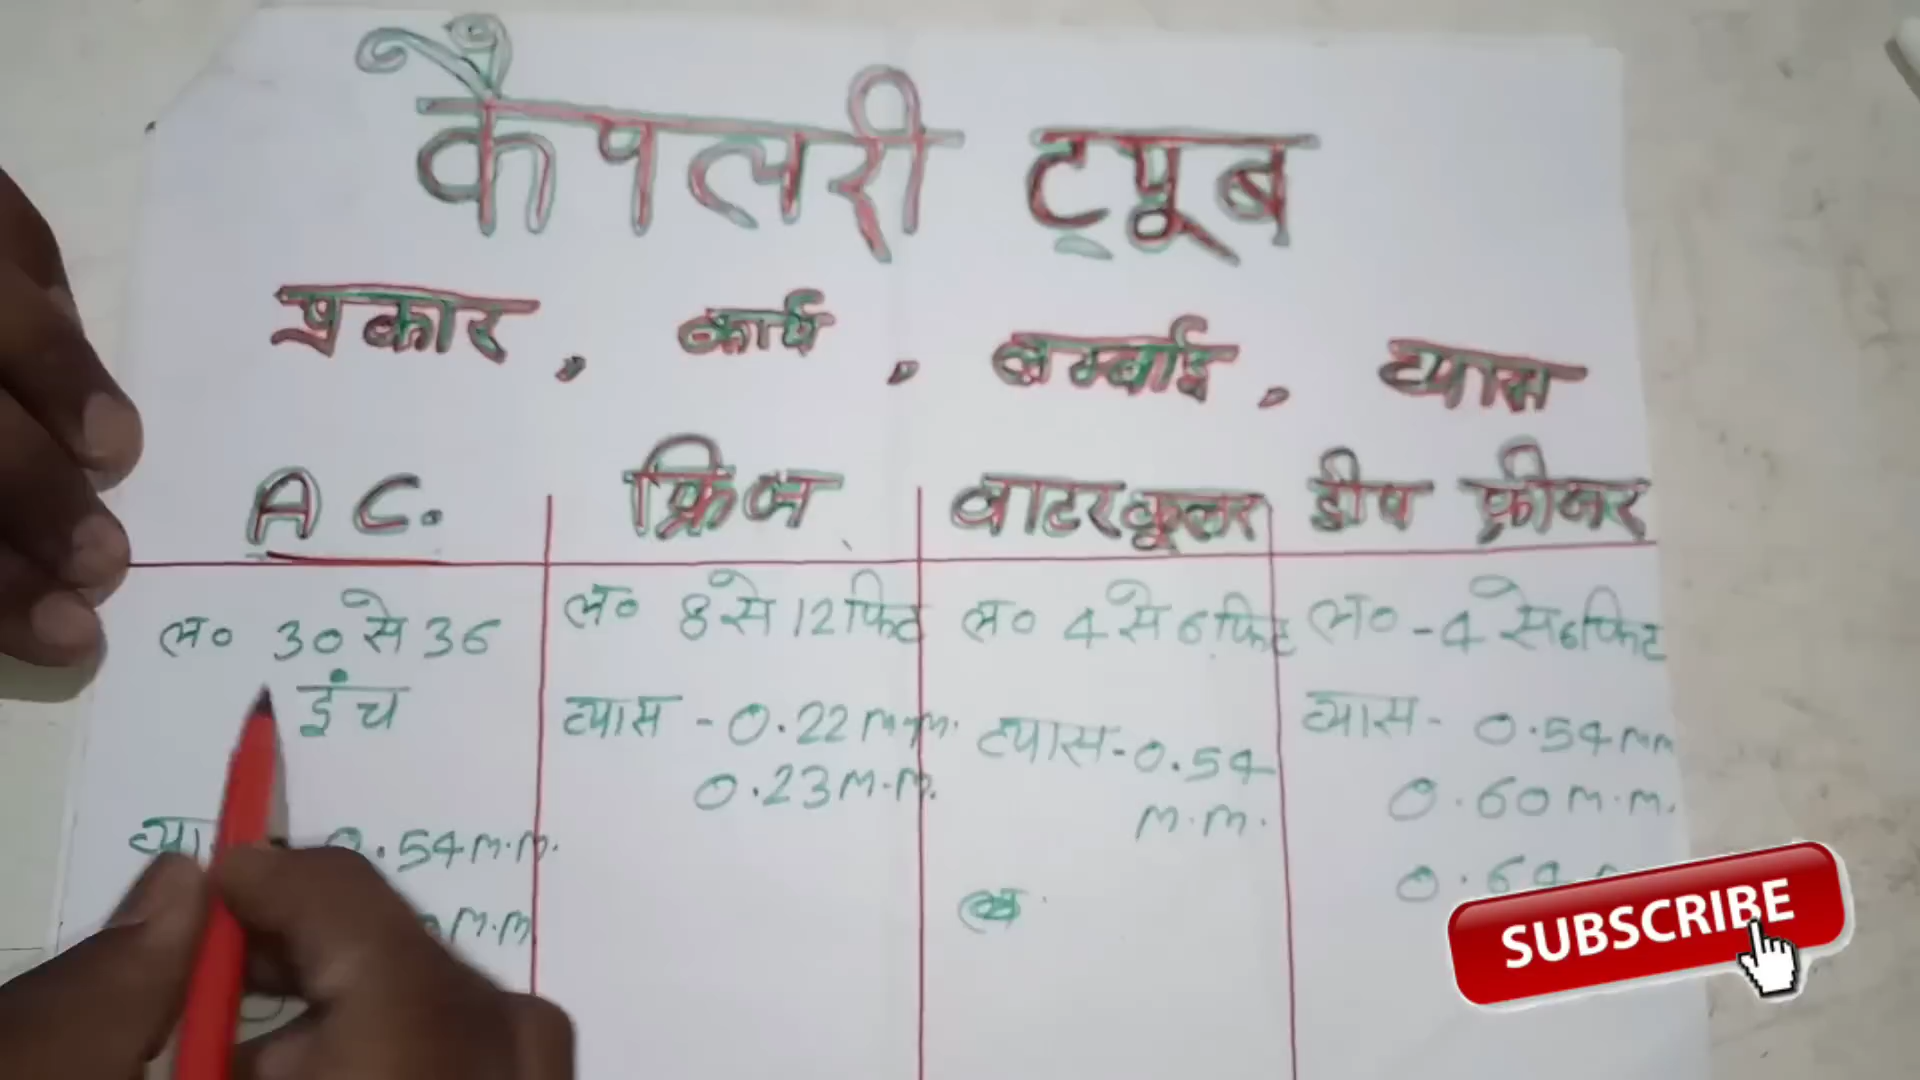 कैपलरी ट्यूब
प्रकार, कार्य, लम्बाई, व्यास
A C. फ्रिज वाटरकूलर डीप फ्रीजर
ल० 30 से 36
इंच
0.54 m.m.
m.m
ल० 8 से 12 फिट
व्यास - 0.22 m.m.
0.23 m.m.
ल० 4 से 6 फिट
व्यास - 0.54
m.m.
ल० - 4 से 6 फिट
व्यास - 0.54 mm
0.60 m.m.
SUBSCRIBE